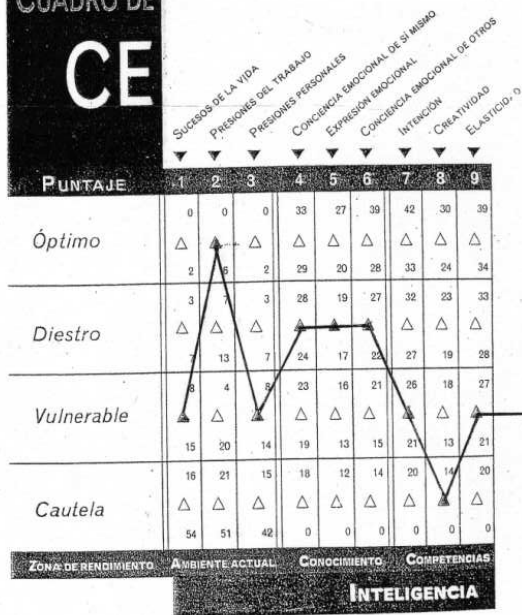 CUADRO DE
CE
SUCESOS DE LA VIDA
PRESIONES DEL TRABAJO
PRESIONES PERSONALES
CONCIENCIA EMOCIONAL DE SÍ MISMO
EXPRESIÓN EMOCIONAL
CONCIENCIA EMOCIONAL DE OTROS
INTENCIÓN
CREATIVIDAD
PUNTAJE 1 2 3 4 5 6 7 8 9
0 0 0 33 27 39 42 30 39
Óptimo
2 6 2 29 20 28 33 24 34
3 7 3 28 19 27 32 23 33
Diestro
7 13 7 24 17 22 27 19 28
8 4 8 23 16 21 26 18 27
Vulnerable
15 20 14 19 13 15 21 13 21
16 21 15 18 12 14 20 14 20
Cautela
54 51 42 0 0 0 0 0 0
ZONA DE RENDIMIENTO AMBIENTE ACTUAL CONOCIMIENTO COMPETENCIAS
INTELIGENCIA